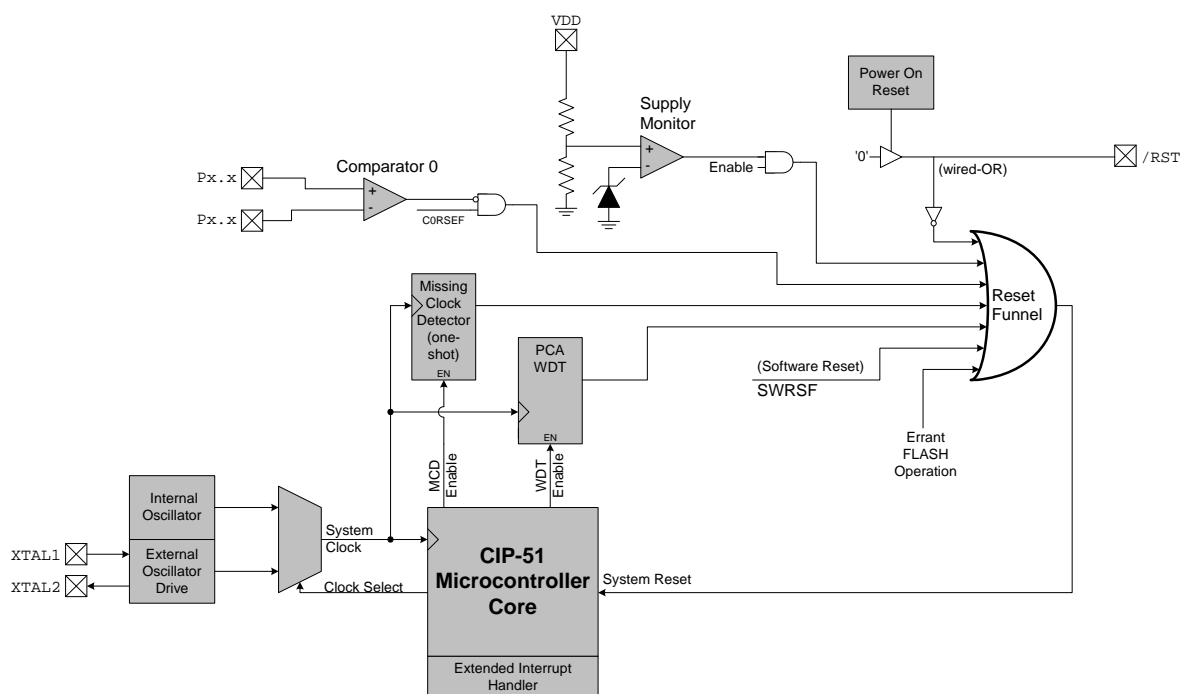 VDD
Power On
Reset
Supply
Monitor
+
-
Enable
'0'
(wired-OR)
/RST
Comparator 0
Px.x
Px.x
+
-
C0RSEF
Missing
Clock
Detector
(one-
shot)
EN
PCA
WDT
EN
Reset
Funnel
(Software Reset)
SWRSF
Errant
FLASH
Operation
MCD
Enable
WDT
Enable
Internal
Oscillator
System
Clock
XTAL1
XTAL2
External
Oscillator
Drive
Clock Select
CIP-51
Microcontroller
Core
System Reset
Extended Interrupt
Handler